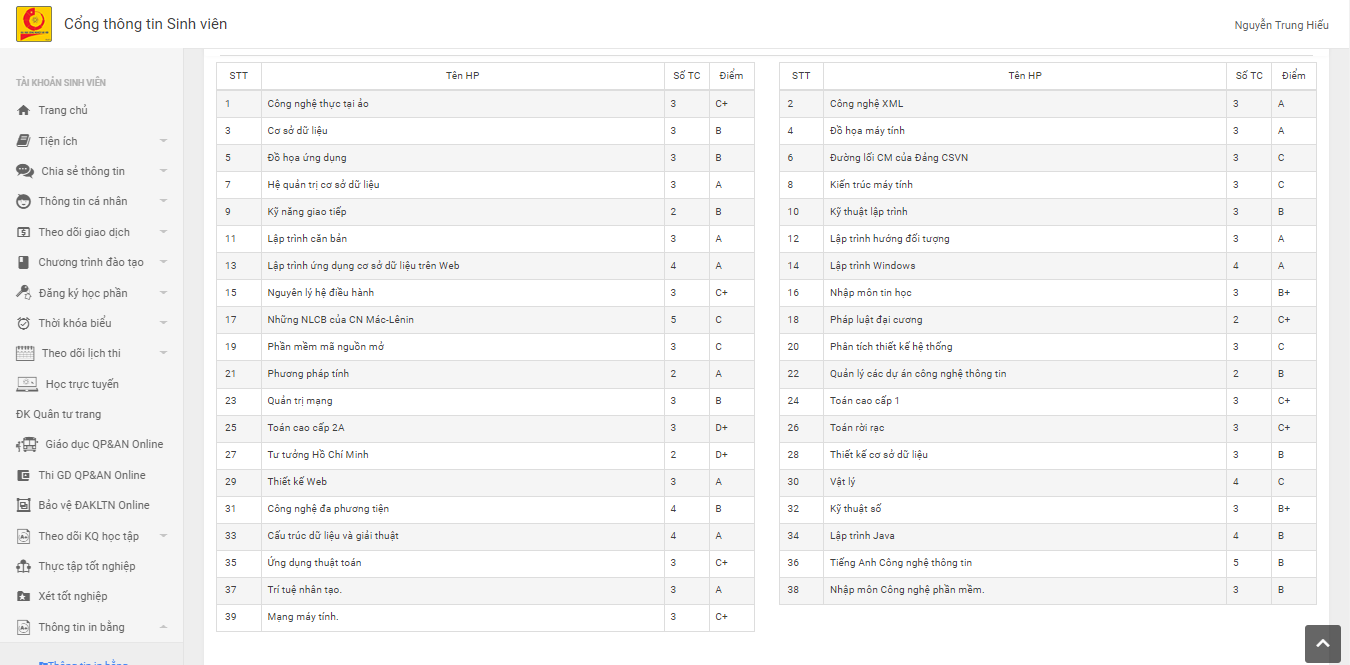 Cổng thông tin Sinh viên
Nguyễn Trung Hiếu
TÀI KHOẢN SINH VIÊN
Trang chủ
Tiện ích
Chia sẻ thông tin
Thông tin cá nhân
Theo dõi giao dịch
Chương trình đào tạo
Đăng ký học phần
Thời khóa biểu
Theo dõi lịch thi
Học trực tuyến
ĐK Quân tư trang
Giáo dục QP&AN Online
Thi GD QP&AN Online
Bảo vệ ĐAKLTN Online
Theo dõi KQ học tập
Thực tập tốt nghiệp
Xét tốt nghiệp
Thông tin in bằng
Thông tin in bằng
STT Tên HP Số TC Điểm
1 Công nghệ thực tại ảo 3 C+
3 Cơ sở dữ liệu 3 B
5 Đồ họa ứng dụng 3 B
7 Hệ quản trị cơ sở dữ liệu 3 A
9 Kỹ năng giao tiếp 2 B
11 Lập trình căn bản 3 A
13 Lập trình ứng dụng cơ sở dữ liệu trên Web 4 A
15 Nguyên lý hệ điều hành 3 C+
17 Những NLCB của CN Mác-Lênin 5 C
19 Phần mềm mã nguồn mở 3 C
21 Phương pháp tính 2 A
23 Quản trị mạng 3 B
25 Toán cao cấp 2A 3 D+
27 Tư tưởng Hồ Chí Minh 2 D+
29 Thiết kế Web 3 A
31 Công nghệ đa phương tiện 4 B
33 Cấu trúc dữ liệu và giải thuật 4 A
35 Ứng dụng thuật toán 3 C+
37 Trí tuệ nhân tạo. 3 A
39 Mạng máy tính. 3 C+
STT Tên HP Số TC Điểm
2 Công nghệ XML 3 A
4 Đồ họa máy tính 3 A
6 Đường lối CM của Đảng CSVN 3 C
8 Kiến trúc máy tính 3 C
10 Kỹ thuật lập trình 3 B
12 Lập trình hướng đối tượng 3 A
14 Lập trình Windows 4 A
16 Nhập môn tin học 3 B+
18 Pháp luật đại cương 2 C+
20 Phân tích thiết kế hệ thống 3 C
22 Quản lý các dự án công nghệ thông tin 2 B
24 Toán cao cấp 1 3 C+
26 Toán rời rạc 3 C+
28 Thiết kế cơ sở dữ liệu 3 B
30 Vật lý 4 C
32 Kỹ thuật số 3 B+
34 Lập trình Java 4 B
36 Tiếng Anh Công nghệ thông tin 5 B
38 Nhập môn Công nghệ phần mềm. 3 B